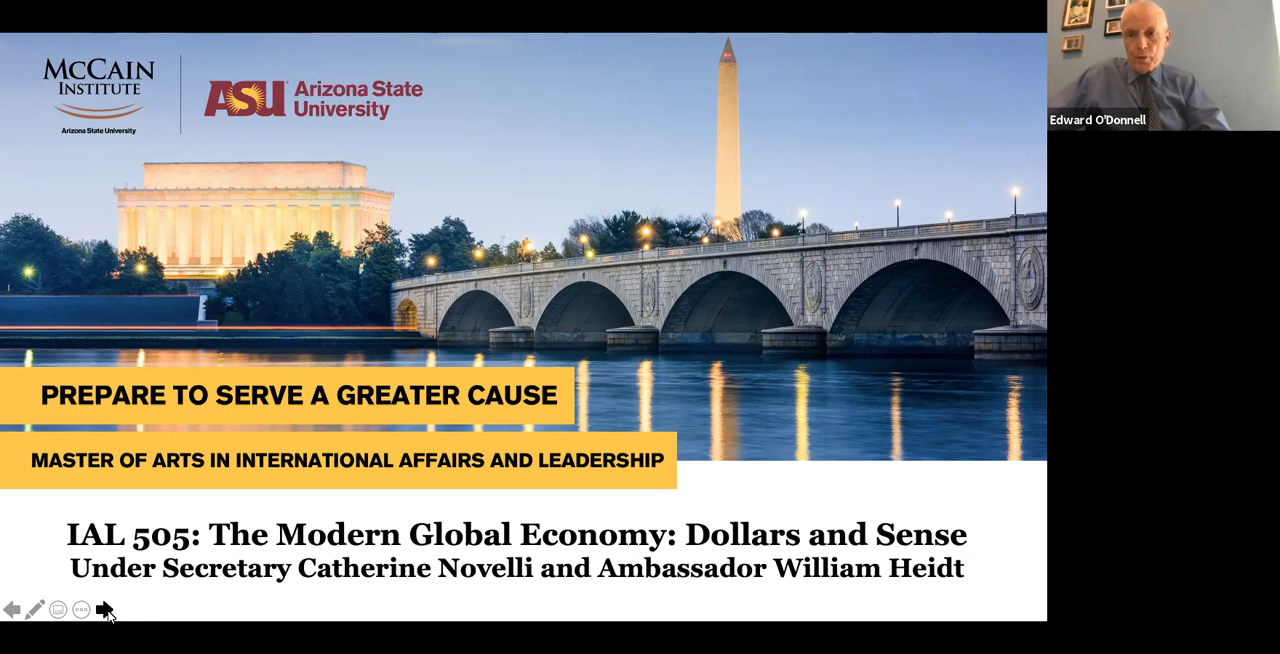 McCain
Institute
Arizona State University
ASU Arizona State
University
Edward O'Donnell
PREPARE TO SERVE A GREATER CAUSE
MASTER OF ARTS IN INTERNATIONAL AFFAIRS AND LEADERSHIP
IAL 505: The Modern Global Economy: Dollars and Sense
Under Secretary Catherine Novelli and Ambassador William Heidt